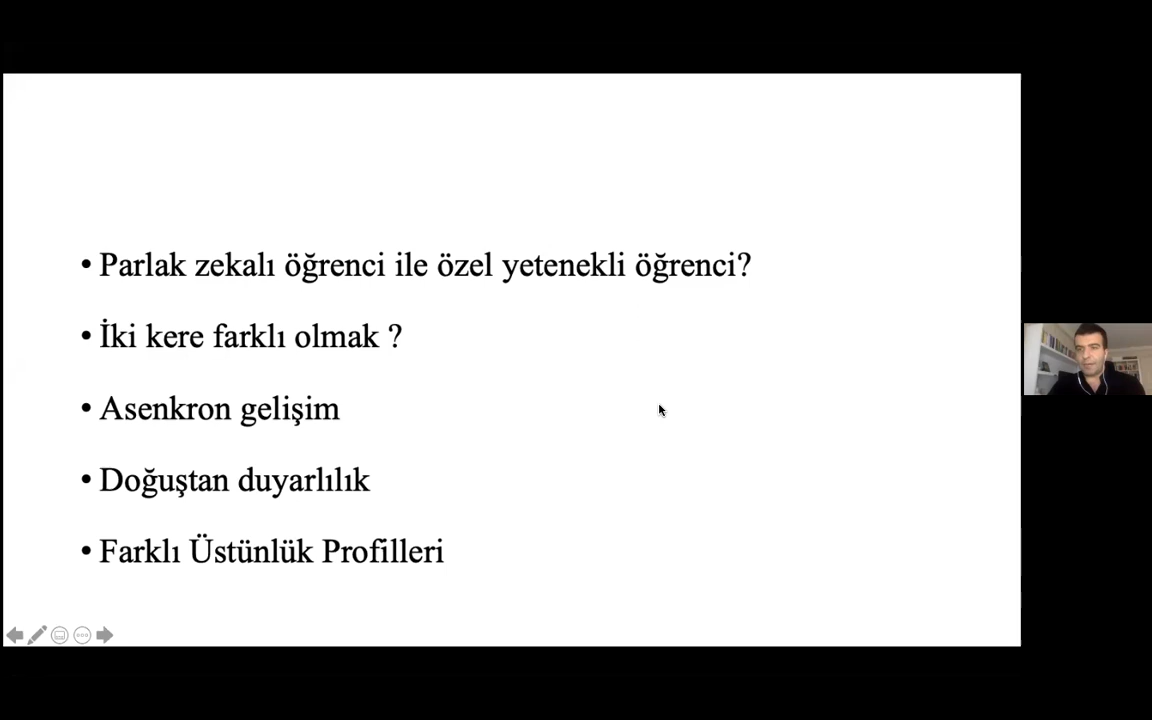 • Parlak zekalı öğrenci ile özel yetenekli öğrenci?
• İki kere farklı olmak ?
• Asenkron gelişim
• Doğuştan duyarlılık
• Farklı Üstünlük Profilleri